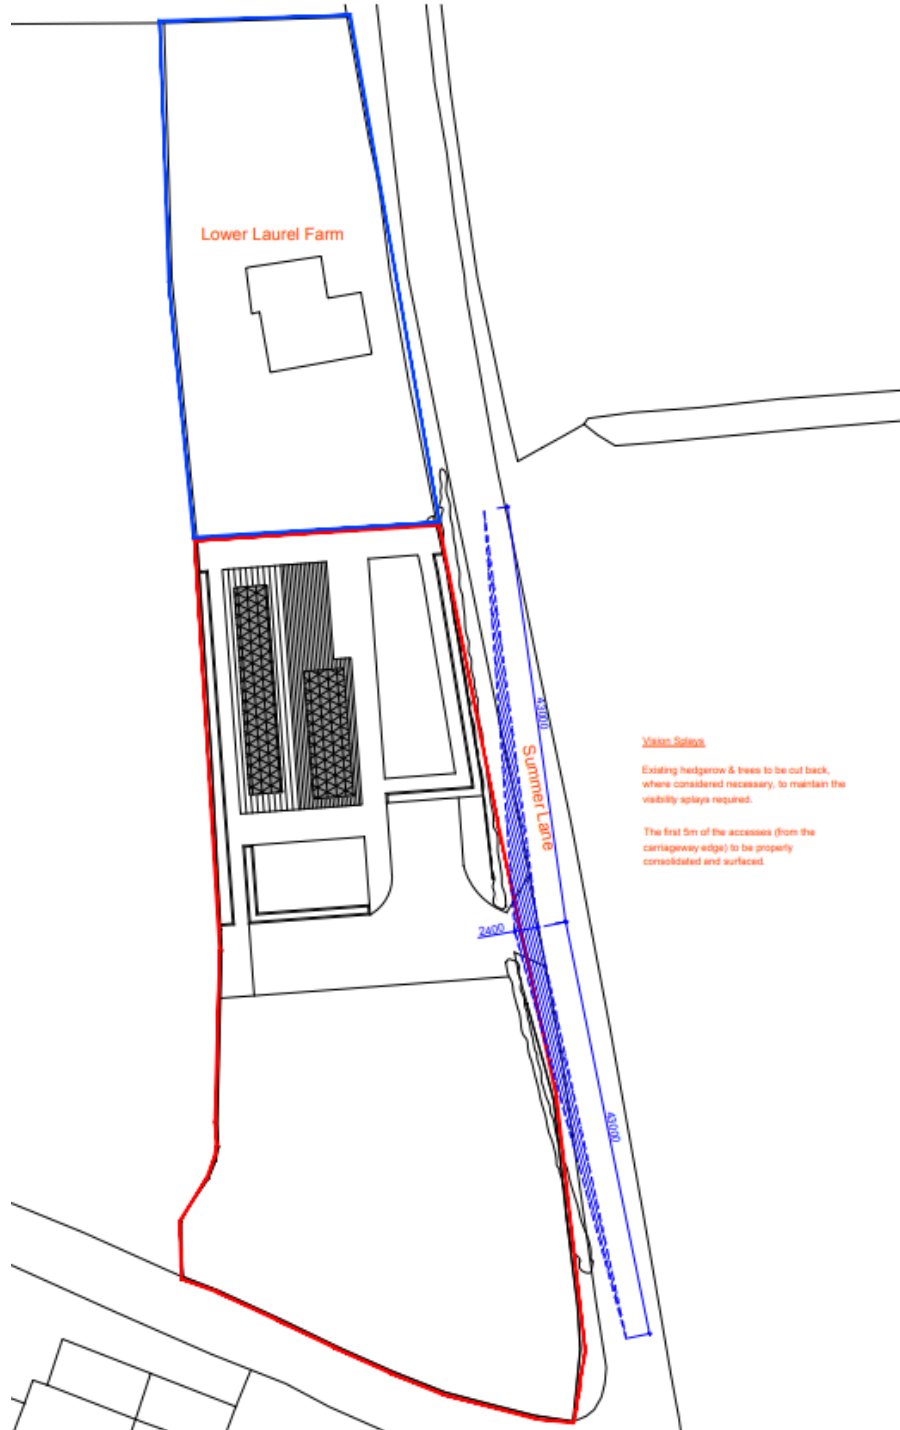 Lower Laurel Farm
43000
Summer Lane
Vision Splays
Existing hedgerow & trees to be cut back,
where considered necessary, to maintain the
visibility splays required.
The first 5m of the accesses (from the
carriageway edge) to be properly
consolidated and surfaced.
2400
43000